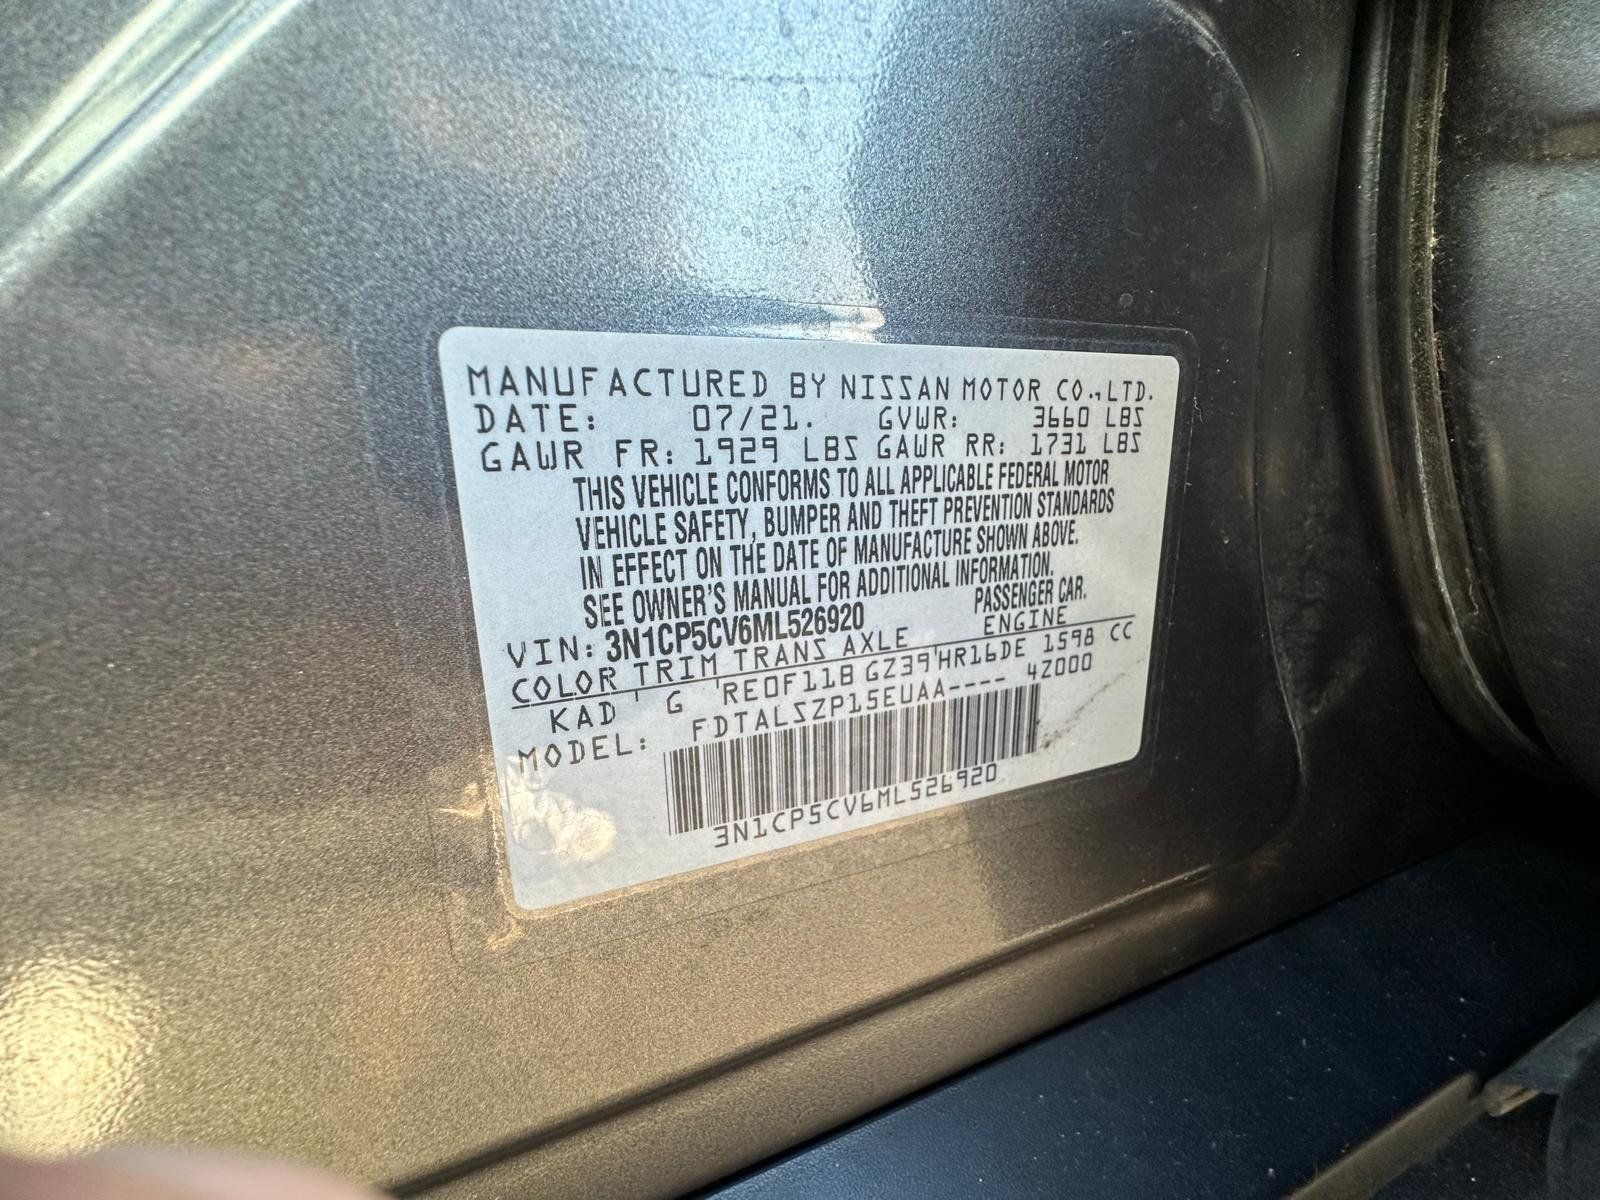 MANUFACTURED BY NISSAN MOTOR CO., LTD.
DATE: 07/21. GVWR: 3660 LBS
GAWR FR: 1929 LBS GAWR RR: 1731 LBS
THIS VEHICLE CONFORMS TO ALL APPLICABLE FEDERAL MOTOR
VEHICLE SAFETY, BUMPER AND THEFT PREVENTION STANDARDS
IN EFFECT ON THE DATE OF MANUFACTURE SHOWN ABOVE.
SEE OWNER'S MANUAL FOR ADDITIONAL INFORMATION.
VIN: 3N1CP5CV6ML526920 PASSENGER CAR.
COLOR TRIM TRANS AXLE ENGINE
KAD G RE0F11B GZ39 HR16DE 1598 CC
MODEL: FDTALSZP15EUAA---- 4Z000
3N1CP5CV6ML526920